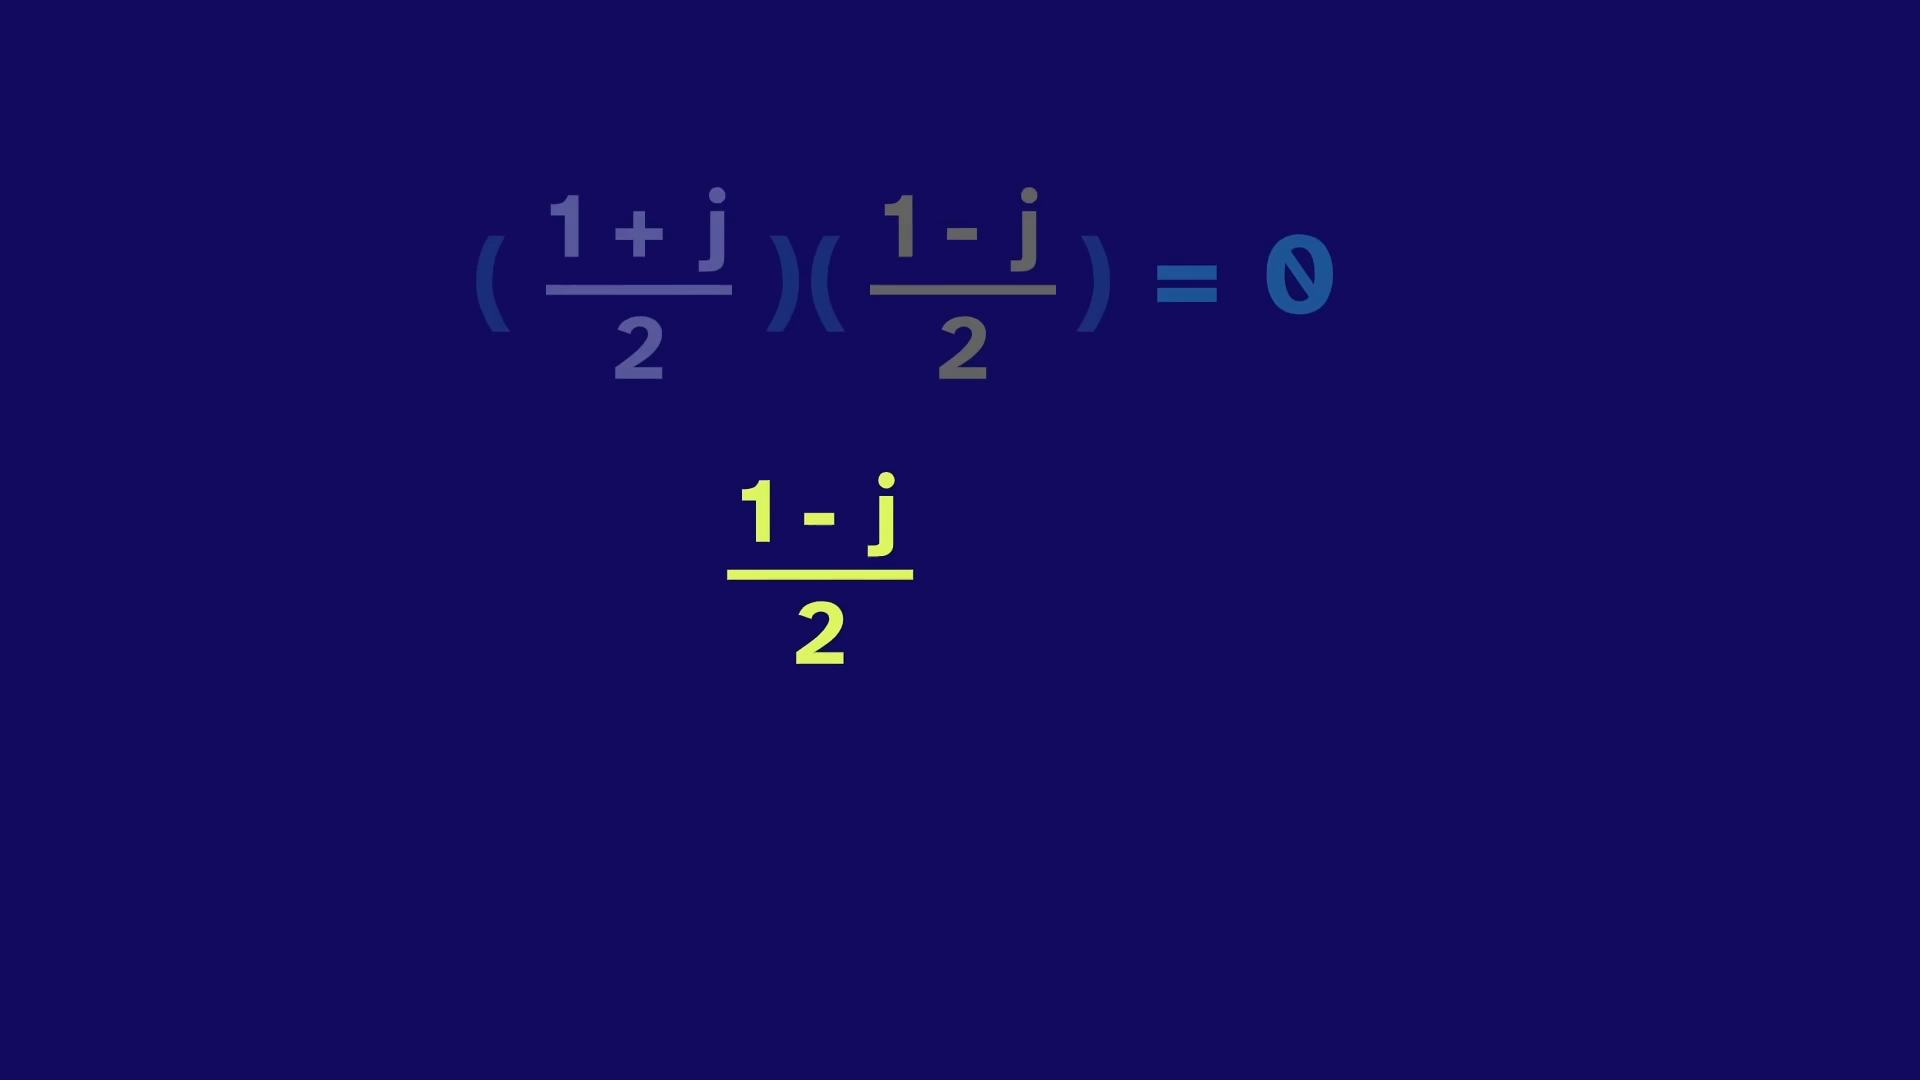 ( 1 + j / 2 )( 1 - j / 2 ) = 0
1 - j / 2